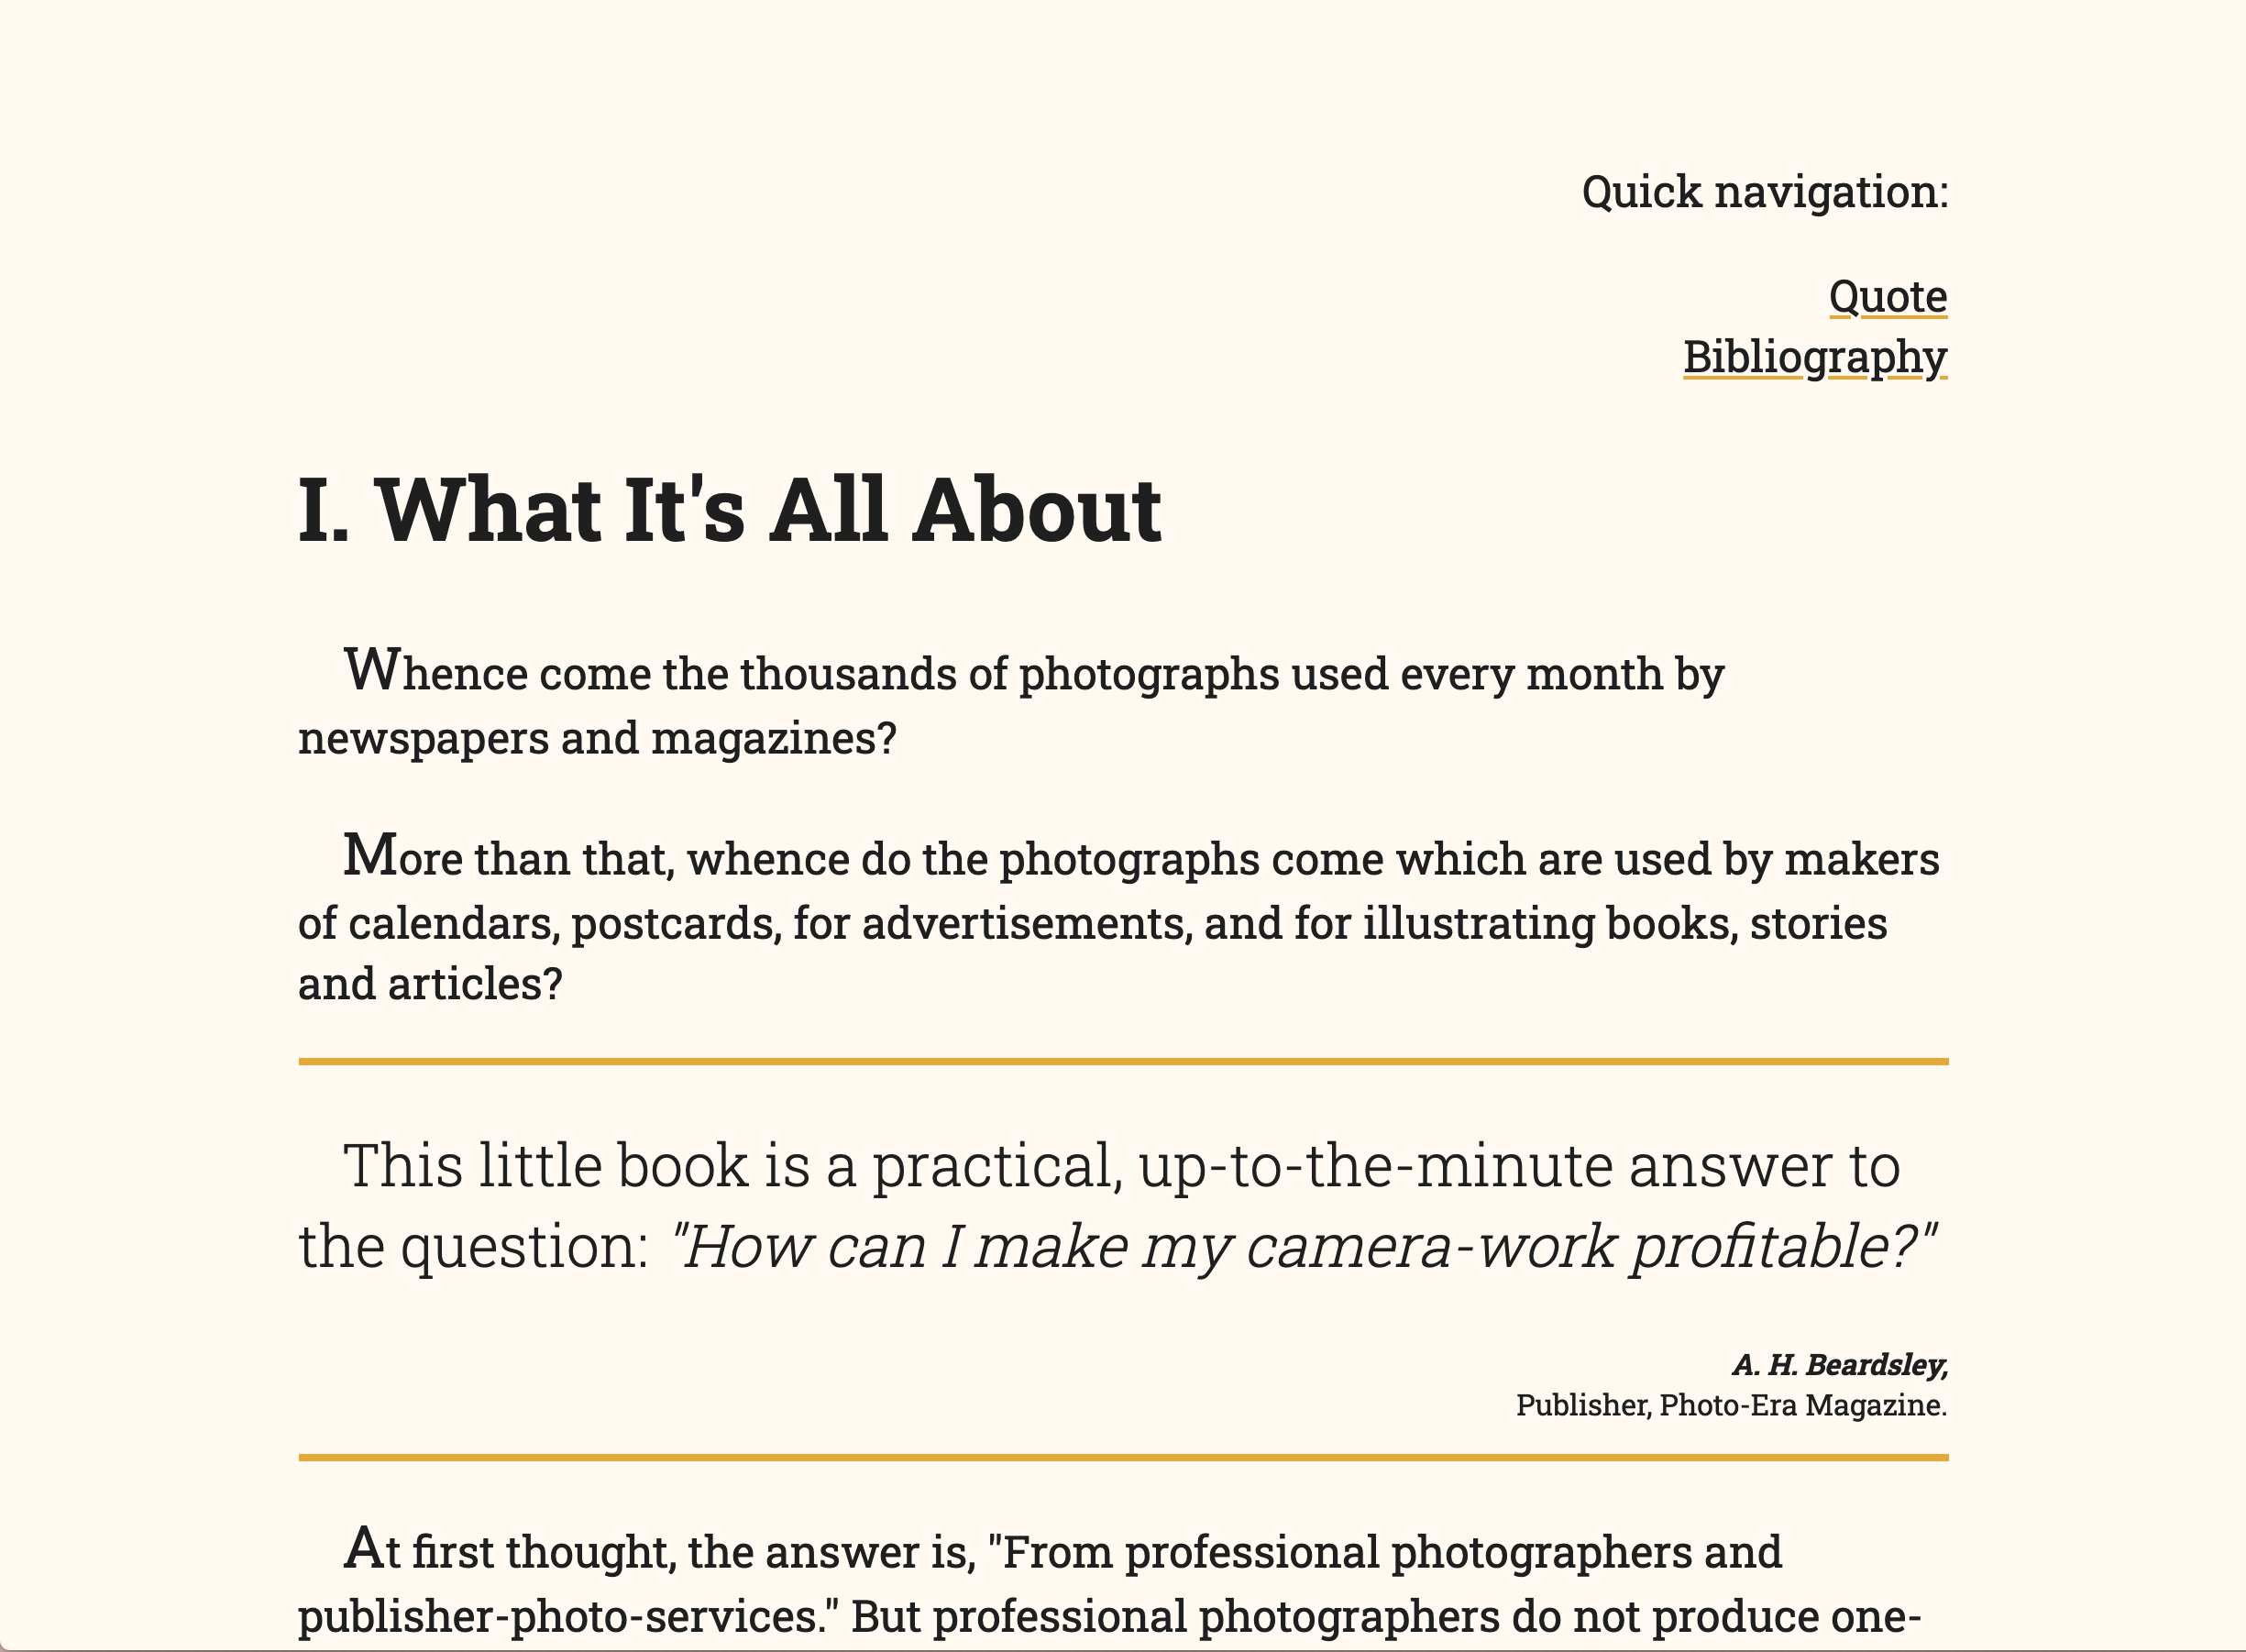 Quick navigation:
Quote
Bibliography
I. What It's All About
Whence come the thousands of photographs used every month by
newspapers and magazines?
More than that, whence do the photographs come which are used by makers
of calendars, postcards, for advertisements, and for illustrating books, stories
and articles?
This little book is a practical, up-to-the-minute answer to
the question: "How can I make my camera-work profitable?"
A. H. Beardsley,
Publisher, Photo-Era Magazine.
At first thought, the answer is, "From professional photographers and
publisher-photo-services." But professional photographers do not produce one-